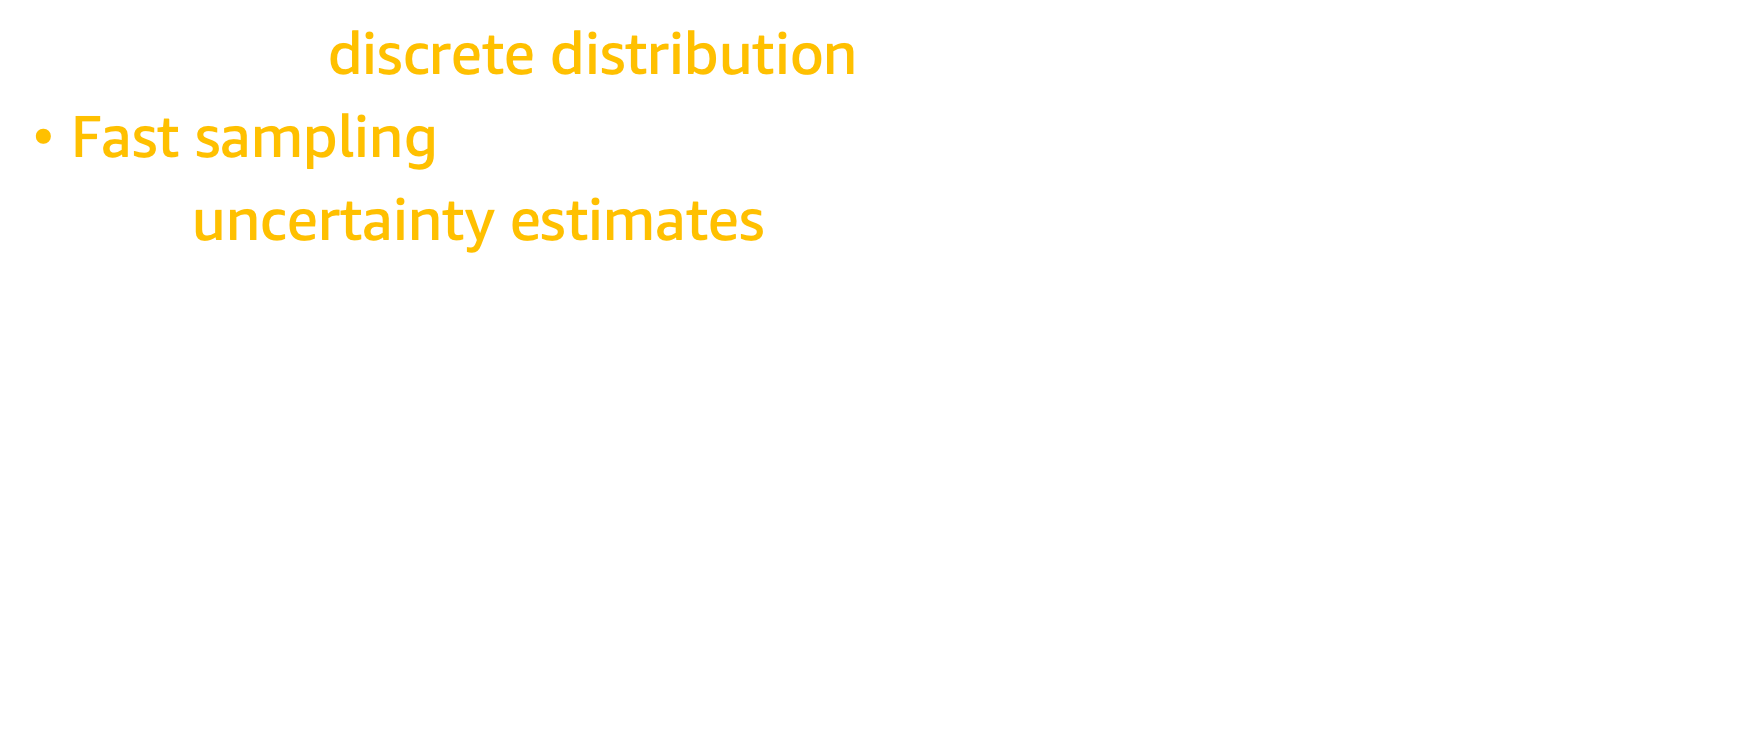 discrete distribution
• Fast sampling
uncertainty estimates